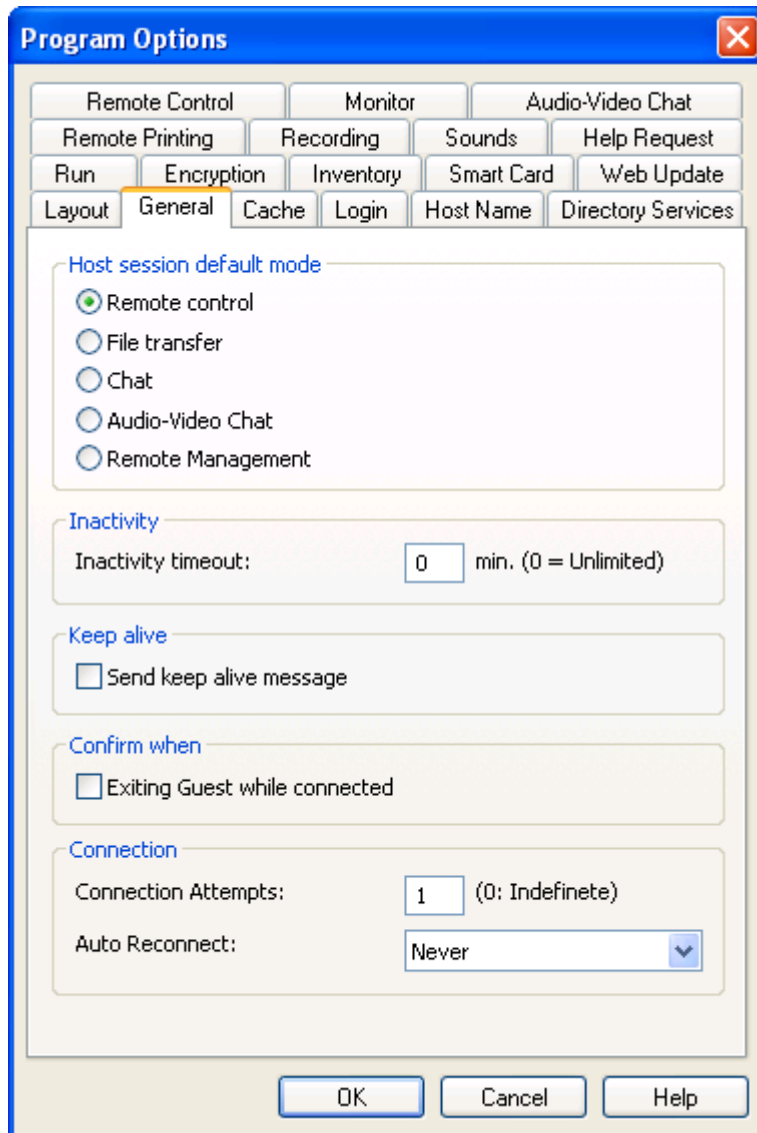 Program Options
Remote Control Monitor Audio-Video Chat
Remote Printing Recording Sounds Help Request
Run Encryption Inventory Smart Card Web Update
Layout General Cache Login Host Name Directory Services
Host session default mode
Remote control
File transfer
Chat
Audio-Video Chat
Remote Management
Inactivity
Inactivity timeout: 0 min. (0 = Unlimited)
Keep alive
Send keep alive message
Confirm when
Exiting Guest while connected
Connection
Connection Attempts: 1 (0: Indefinete)
Auto Reconnect: Never
OK Cancel Help